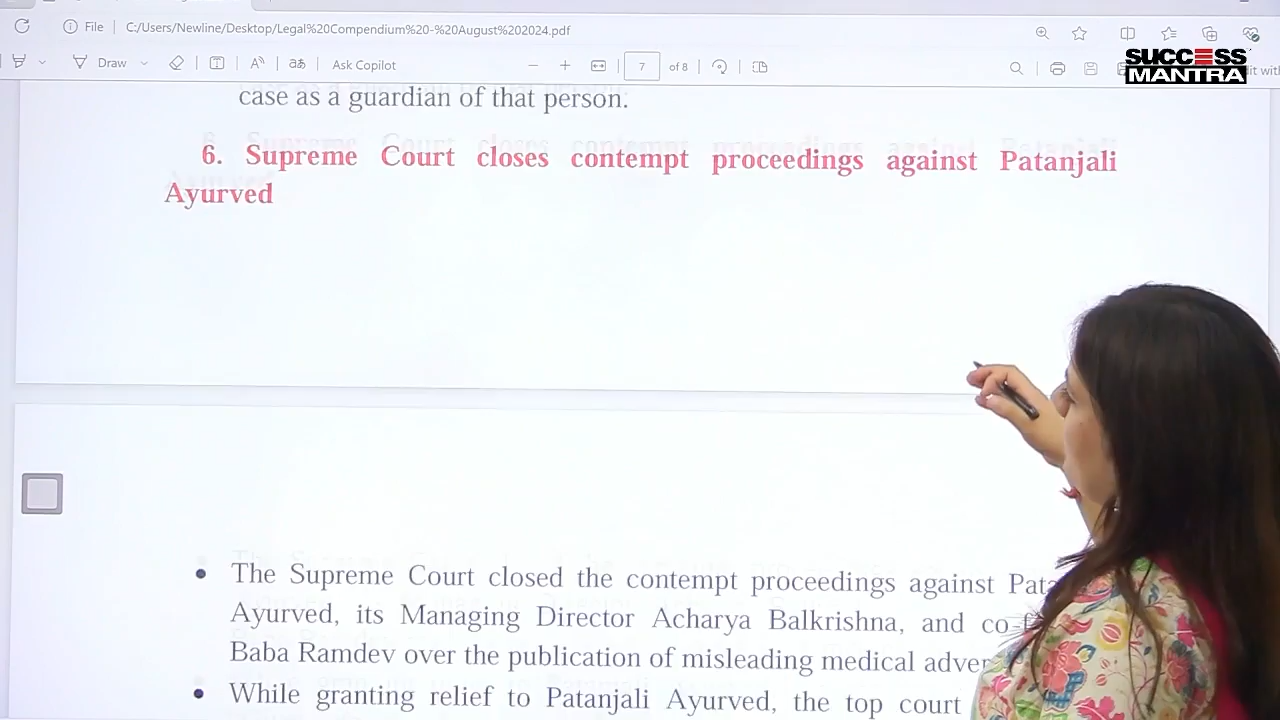 File C:/Users/Newline/Desktop/Legal%20Compendium%20-%20August%202024.pdf
Draw Ask Copilot 7 of 8
SUCCESS
MANTRA
case as a guardian of that person.
6. Supreme Court closes contempt proceedings against Patanjali
Ayurved
The Supreme Court closed the contempt proceedings against
Ayurved, its Managing Director Acharya Balkrishna, and
Baba Ramdev over the publication of misleading medical
While granting relief to Patanjali Ayurved, the top court